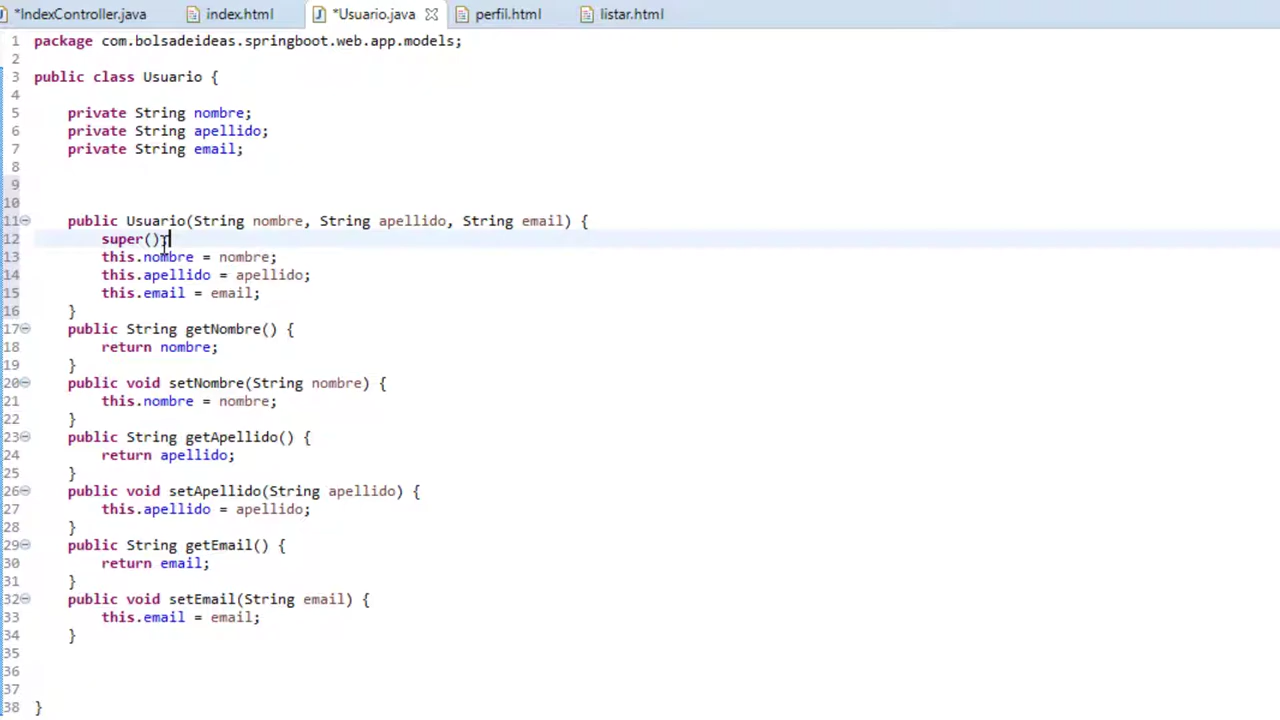 *IndexController.java index.html *Usuario.java perfil.html listar.html
1 package com.bolsadeideas.springboot.web.app.models;
2
3 public class Usuario {
4
5 private String nombre;
6 private String apellido;
7 private String email;
8
9
10
11 public Usuario(String nombre, String apellido, String email) {
12 super();
13 this.nombre = nombre;
14 this.apellido = apellido;
15 this.email = email;
16 }
17 public String getNombre() {
18 return nombre;
19 }
20 public void setNombre(String nombre) {
21 this.nombre = nombre;
22 }
23 public String getApellido() {
24 return apellido;
25 }
26 public void setApellido(String apellido) {
27 this.apellido = apellido;
28 }
29 public String getEmail() {
30 return email;
31 }
32 public void setEmail(String email) {
33 this.email = email;
34 }
35
36
37
38 }